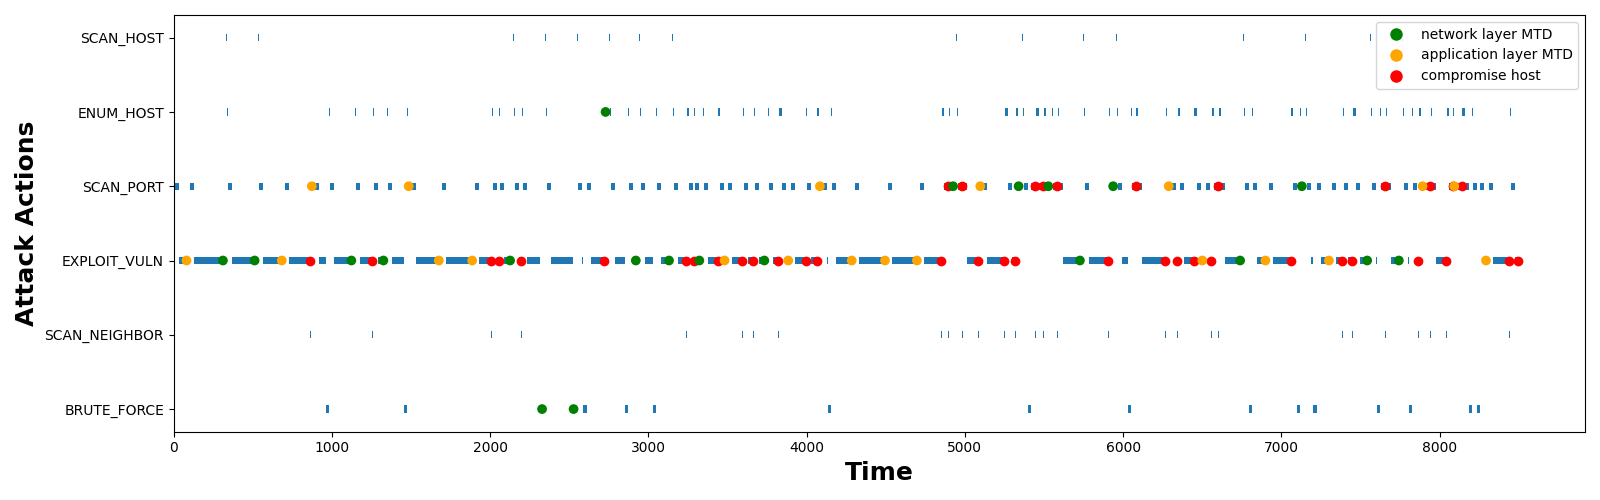 SCAN_HOST
ENUM_HOST
SCAN_PORT
EXPLOIT_VULN
SCAN_NEIGHBOR
BRUTE_FORCE
Attack Actions
network layer MTD
application layer MTD
compromise host
0 1000 2000 3000 4000 5000 6000 7000 8000
Time